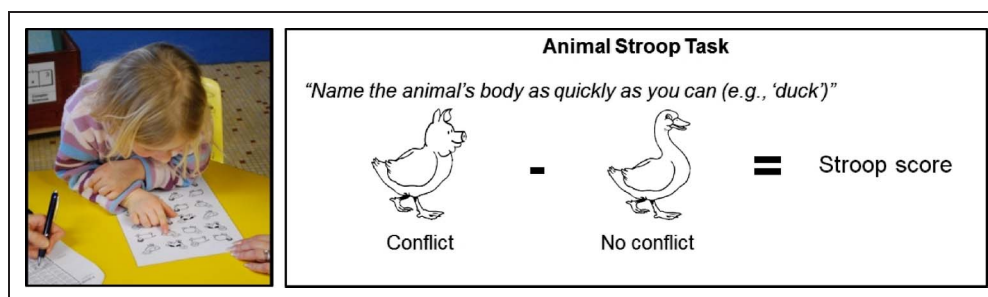 Animal Stroop Task
“Name the animal’s body as quickly as you can (e.g., ‘duck’)”
- = Stroop score
Conflict No conflict